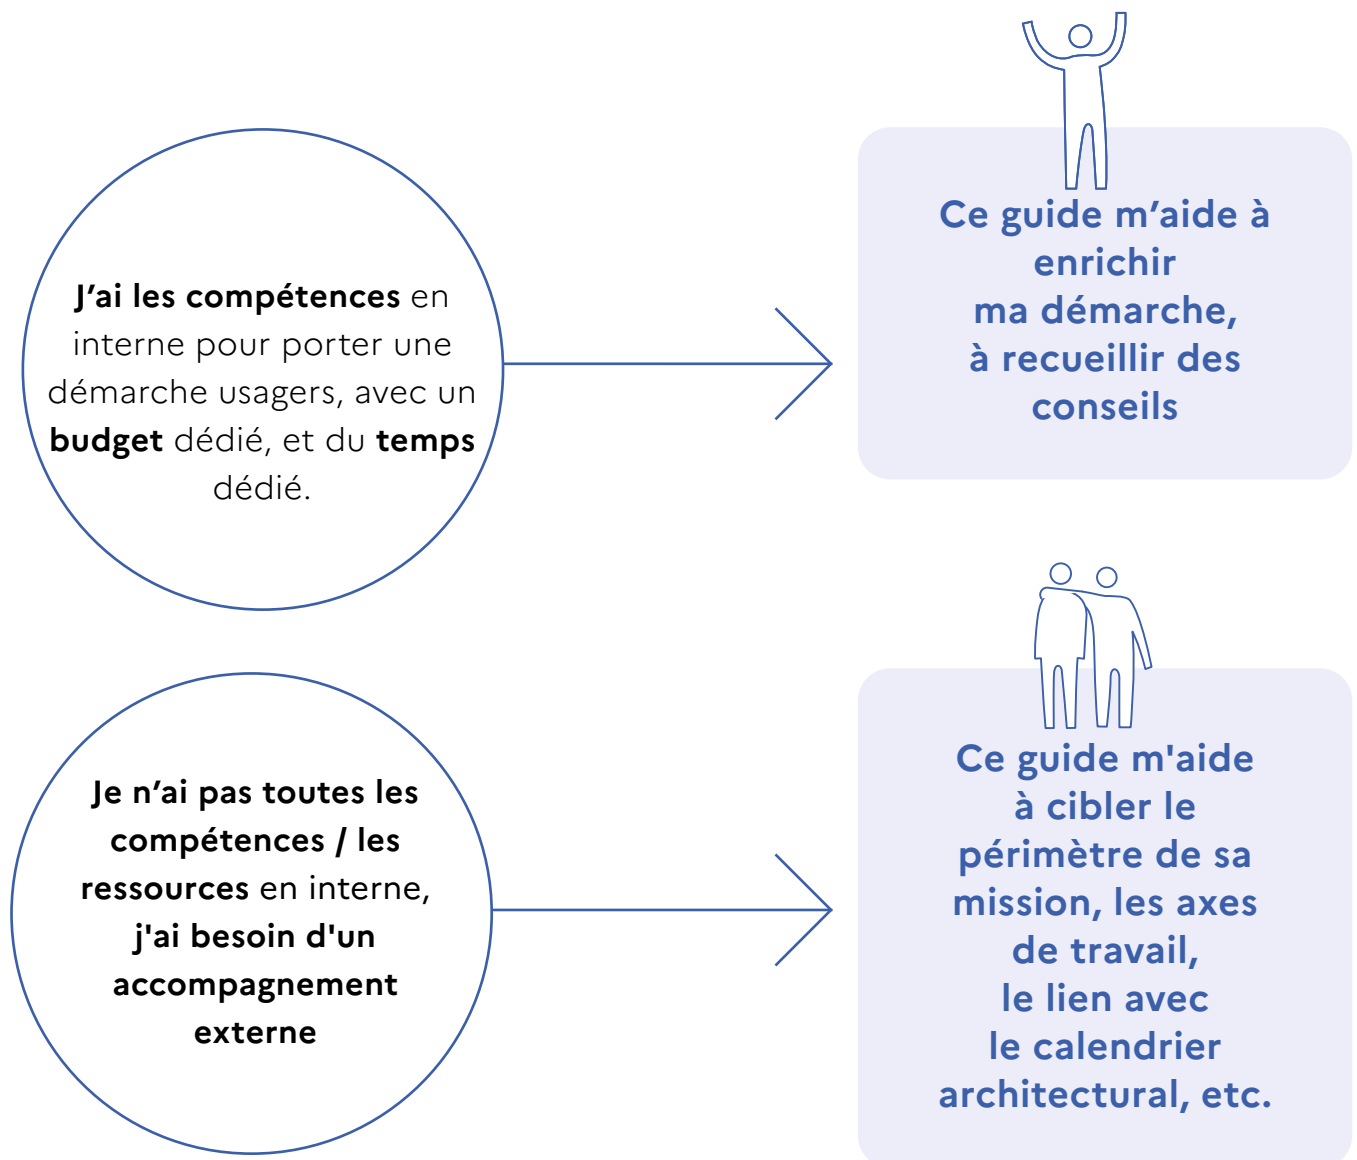 J’ai les compétences en
interne pour porter une
démarche usagers, avec un
budget dédié, et du temps
dédié.
Ce guide m’aide à
enrichir
ma démarche,
à recueillir des
conseils
Je n’ai pas toutes les
compétences / les
ressources en interne,
j'ai besoin d'un
accompagnement
externe
Ce guide m'aide
à cibler le
périmètre de sa
mission, les axes
de travail,
le lien avec
le calendrier
architectural, etc.